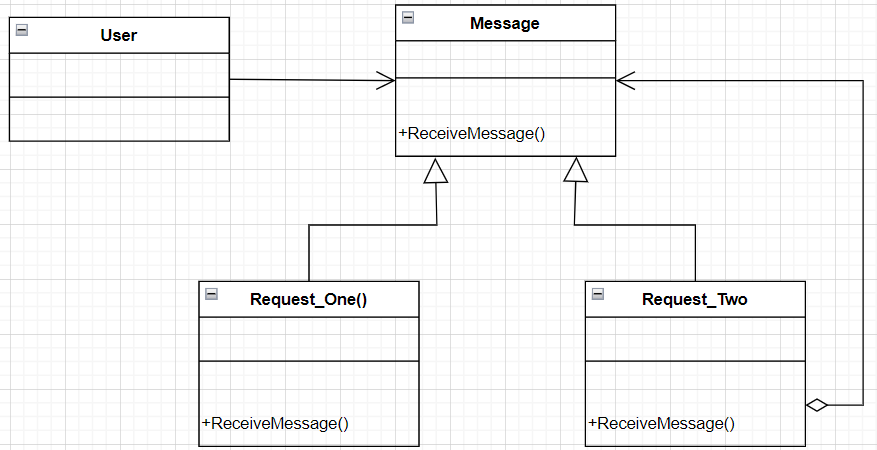 User
Message
+ReceiveMessage()
Request_One()
Request_Two
+ReceiveMessage()
+ReceiveMessage()